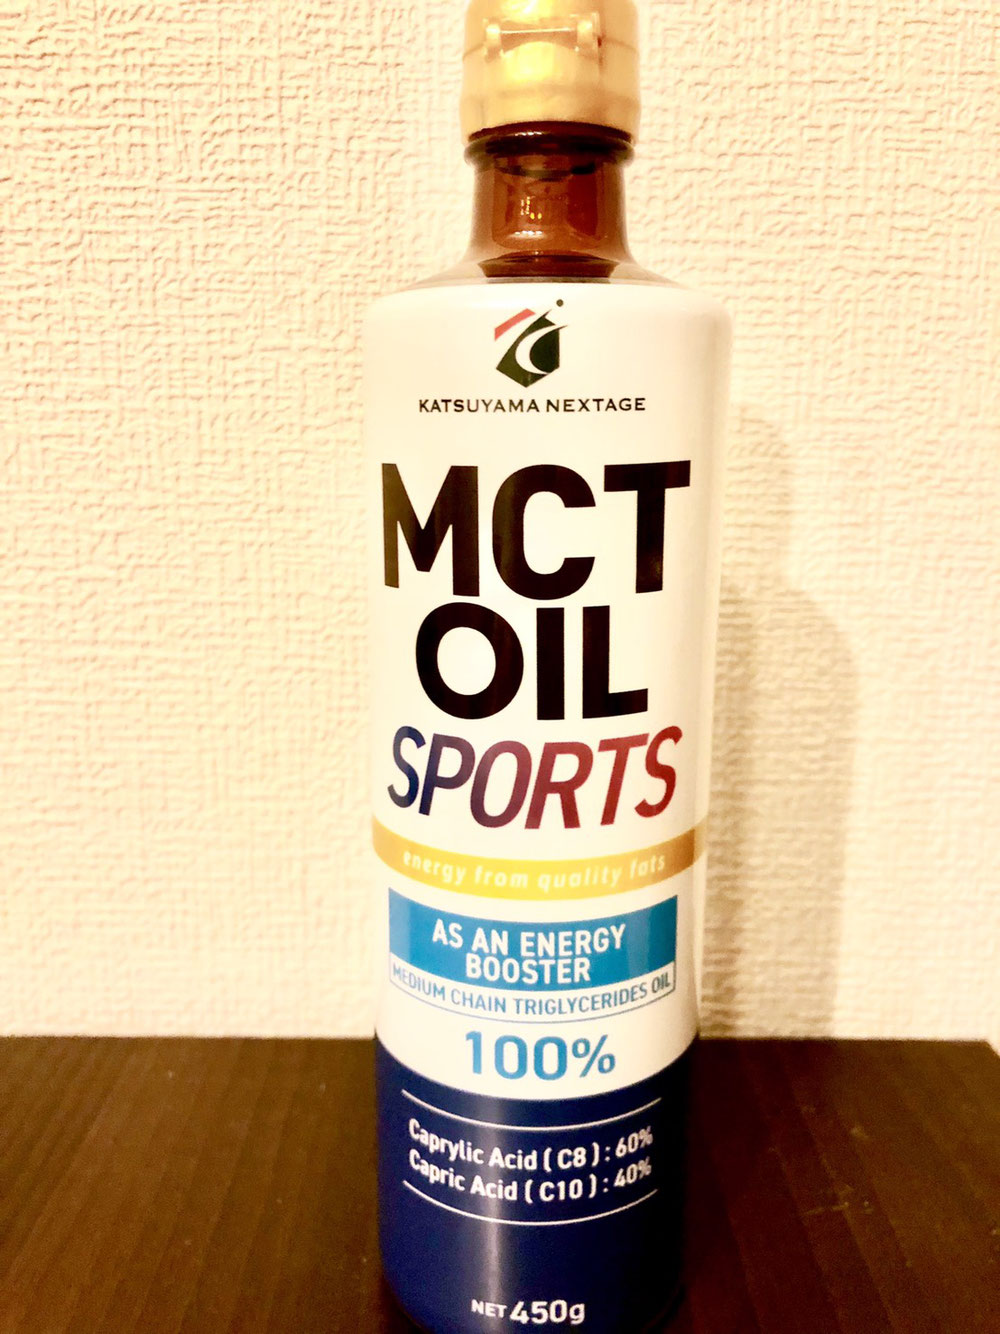 KATSUYAMA NEXTAGE
MCT
OIL
SPORTS
energy from quality fats
AS AN ENERGY
BOOSTER
MEDIUM CHAIN TRIGLYCERIDES OIL
100%
Caprylic Acid ( C8 ) : 60%
Capric Acid ( C10 ) : 40%
NET 450g